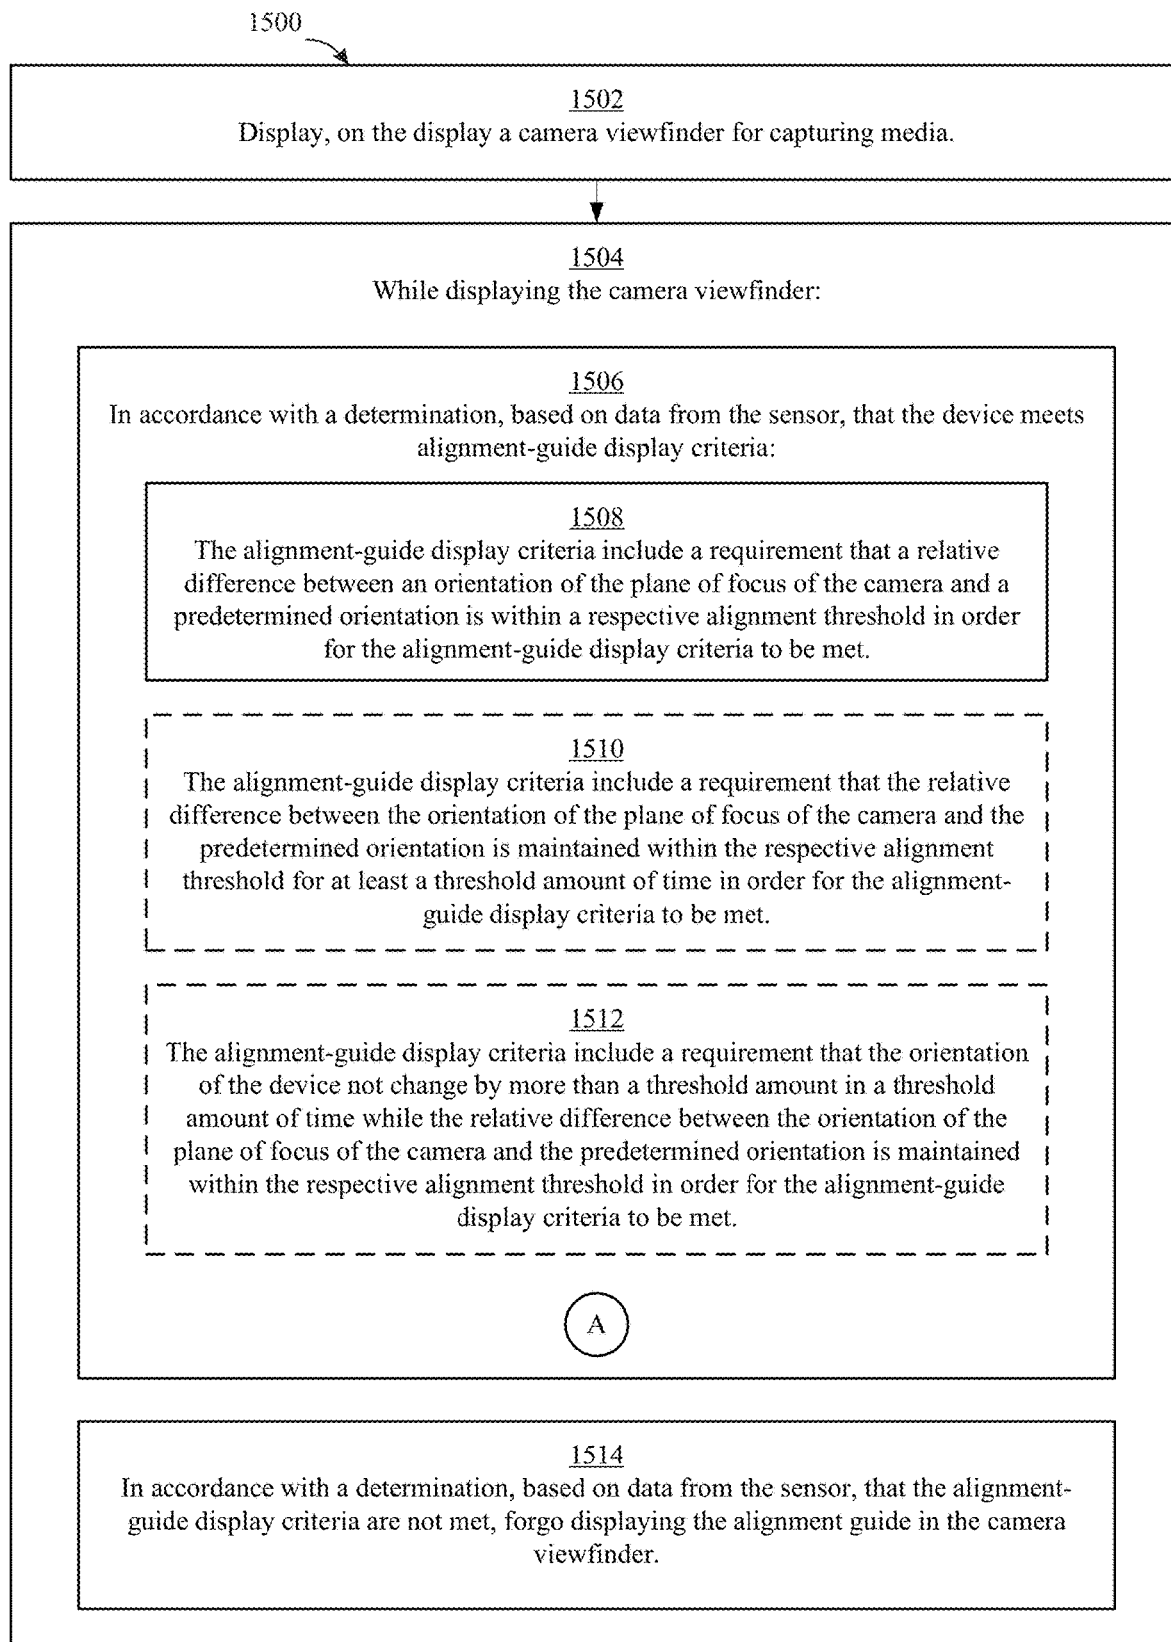 1500
1502
Display, on the display a camera viewfinder for capturing media.
1504
While displaying the camera viewfinder:
1506
In accordance with a determination, based on data from the sensor, that the device meets
alignment-guide display criteria:
1508
The alignment-guide display criteria include a requirement that a relative
difference between an orientation of the plane of focus of the camera and a
predetermined orientation is within a respective alignment threshold in order
for the alignment-guide display criteria to be met.
1510
The alignment-guide display criteria include a requirement that the relative
difference between the orientation of the plane of focus of the camera and the
predetermined orientation is maintained within the respective alignment
threshold for at least a threshold amount of time in order for the alignment-
guide display criteria to be met.
1512
The alignment-guide display criteria include a requirement that the orientation
of the device not change by more than a threshold amount in a threshold
amount of time while the relative difference between the orientation of the
plane of focus of the camera and the predetermined orientation is maintained
within the respective alignment threshold in order for the alignment-guide
display criteria to be met.
A
1514
In accordance with a determination, based on data from the sensor, that the alignment-
guide display criteria are not met, forgo displaying the alignment guide in the camera
viewfinder.